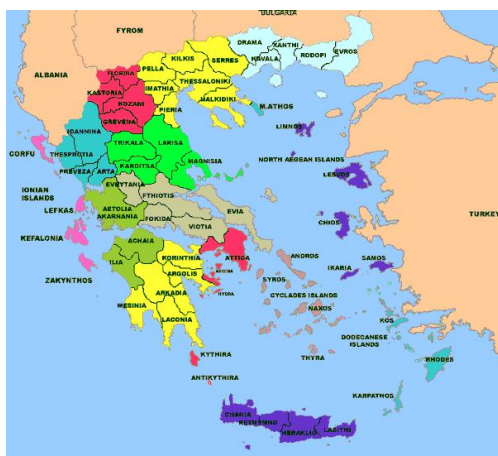 BULGARIA
FYROM
ALBANIA
DRAMA
XANTHI
RODOPI
EVROS
KAVALA
KILKIS
SERRES
PELLA
FLORINA
THESSALONIKI
IMATHIA
KASTORIA
KOZANI
HALKIDIKI
PIERIA
GREVENA
M.ATHOS
IOANNINA
LIMNOS
THESPROTIA
TRIKALA
LARISA
CORFU
NORTH AEGEAN ISLANDS
KARDITSA
MAGNISIA
PREVEZA
ARTA
LESVOS
EVRYTANIA
IONIAN
ISLANDS
FTHIOTIS
LEFKAS
AETOLIA
AKARNANIA
EVIA
TURKEY
FOKIDA
CHIOS
VIOTIA
KEFALONIA
ACHAIA
KORINTHIA
ATTICA
ANDROS
SAMOS
ILIA
ARGOLIS
IKARIA
ZAKYNTHOS
SYROS
ARKADIA
HYDRA
CYCLADES ISLANDS
NAXOS
MESINIA
KOS
LACONIA
DODECANESE
ISLANDS
KYTHIRA
THYRA
RHODES
ANTIKYTHIRA
KARPATHOS
CHANIA
RETHYMNO
HERAKLIO
LASITHI